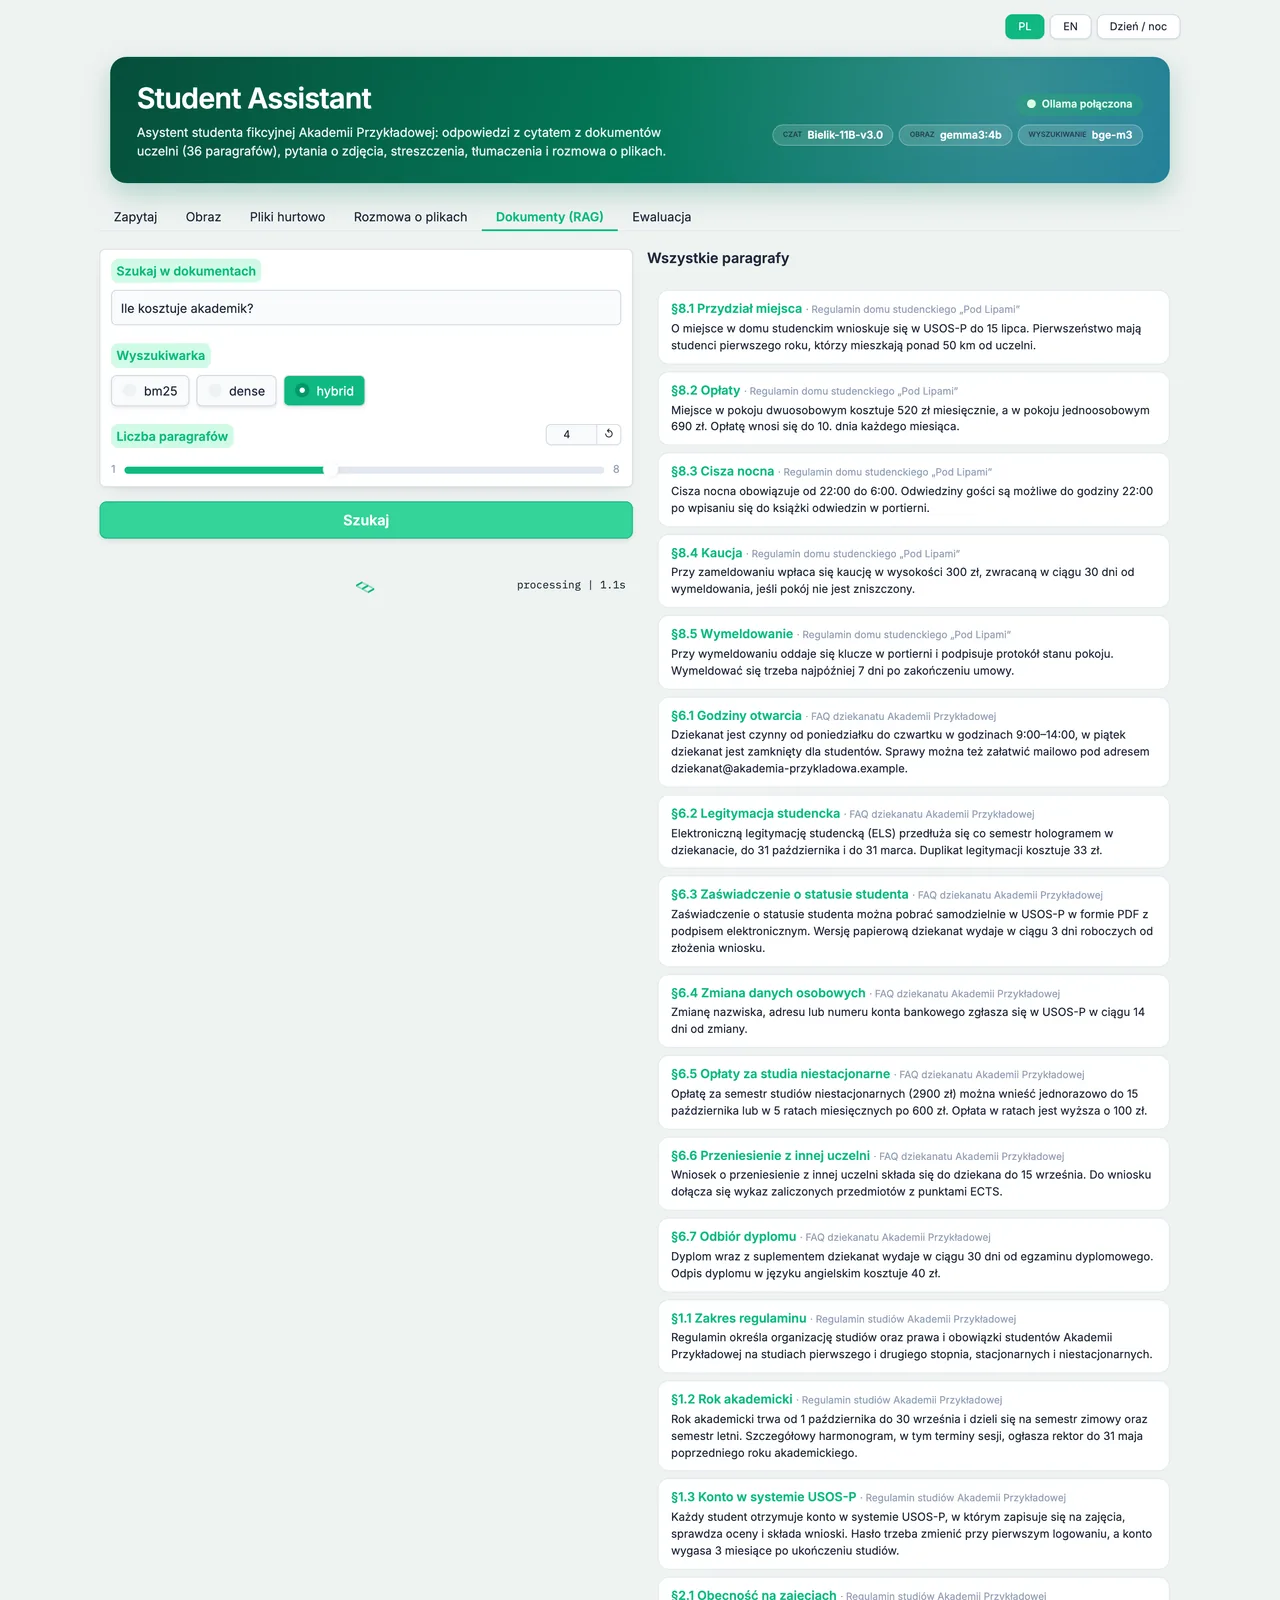 PL
EN
Dzień / noc
Student Assistant
Asystent studenta fikcyjnej Akademii Przykładowej: odpowiedzi z cytatem z dokumentów
uczelni (36 paragrafów), pytania o zdjęcia, streszczenia, tłumaczenia i rozmowa o plikach.
Ollama połączona
CZAT Bielik-11B-v3.0
OBRAZ gemma3:4b
WYSZUKIWANIE bge-m3
Zapytaj
Obraz
Pliki hurtowo
Rozmowa o plikach
Dokumenty (RAG)
Ewaluacja
Szukaj w dokumentach
Ile kosztuje akademik?
Wyszukiwarka
bm25
dense
hybrid
Liczba paragrafów
4
1
8
Szukaj
processing | 1.1s
Wszystkie paragrafy
§8.1 Przydział miejsca · Regulamin domu studenckiego „Pod Lipami”
O miejsce w domu studenckim wnioskuje się w USOS-P do 15 lipca. Pierwszeństwo mają
studenci pierwszego roku, którzy mieszkają ponad 50 km od uczelni.
§8.2 Opłaty · Regulamin domu studenckiego „Pod Lipami”
Miejsce w pokoju dwuosobowym kosztuje 520 zł miesięcznie, a w pokoju jednoosobowym
690 zł. Opłatę wnosi się do 10. dnia każdego miesiąca.
§8.3 Cisza nocna · Regulamin domu studenckiego „Pod Lipami”
Cisza nocna obowiązuje od 22:00 do 6:00. Odwiedziny gości są możliwe do godziny 22:00
po wpisaniu się do książki odwiedzin w portierni.
§8.4 Kaucja · Regulamin domu studenckiego „Pod Lipami”
Przy zameldowaniu wpłaca się kaucję w wysokości 300 zł, zwracaną w ciągu 30 dni od
wymeldowania, jeśli pokój nie jest zniszczony.
§8.5 Wymeldowanie · Regulamin domu studenckiego „Pod Lipami”
Przy wymeldowaniu oddaje się klucze w portierni i podpisuje protokół stanu pokoju.
Wymeldować się trzeba najpóźniej 7 dni po zakończeniu umowy.
§6.1 Godziny otwarcia · FAQ dziekanatu Akademii Przykładowej
Dziekanat jest czynny od poniedziałku do czwartku w godzinach 9:00–14:00, w piątek
dziekanat jest zamknięty dla studentów. Sprawy można też załatwić mailowo pod adresem
dziekanat@akademia-przykladowa.example.
§6.2 Legitymacja studencka · FAQ dziekanatu Akademii Przykładowej
Elektroniczną legitymację studencką (ELS) przedłuża się co semestr hologramem w
dziekanacie, do 31 października i do 31 marca. Duplikat legitymacji kosztuje 33 zł.
§6.3 Zaświadczenie o statusie studenta · FAQ dziekanatu Akademii Przykładowej
Zaświadczenie o statusie studenta można pobrać samodzielnie w USOS-P w formie PDF z
podpisem elektronicznym. Wersję papierową dziekanat wydaje w ciągu 3 dni roboczych od
złożenia wniosku.
§6.4 Zmiana danych osobowych · FAQ dziekanatu Akademii Przykładowej
Zmianę nazwiska, adresu lub numeru konta bankowego zgłasza się w USOS-P w ciągu 14
dni od zmiany.
§6.5 Opłaty za studia niestacjonarne · FAQ dziekanatu Akademii Przykładowej
Opłatę za semestr studiów niestacjonarnych (2900 zł) można wnieść jednorazowo do 15
października lub w 5 ratach miesięcznych po 600 zł. Opłata w ratach jest wyższa o 100 zł.
§6.6 Przeniesienie z innej uczelni · FAQ dziekanatu Akademii Przykładowej
Wniosek o przeniesienie z innej uczelni składa się do dziekana do 15 września. Do wniosku
dołącza się wykaz zaliczonych przedmiotów z punktami ECTS.
§6.7 Odbiór dyplomu · FAQ dziekanatu Akademii Przykładowej
Dyplom wraz z suplementem dziekanat wydaje w ciągu 30 dni od egzaminu dyplomowego.
Odpis dyplomu w języku angielskim kosztuje 40 zł.
§1.1 Zakres regulaminu · Regulamin studiów Akademii Przykładowej
Regulamin określa organizację studiów oraz prawa i obowiązki studentów Akademii
Przykładowej na studiach pierwszego i drugiego stopnia, stacjonarnych i niestacjonarnych.
§1.2 Rok akademicki · Regulamin studiów Akademii Przykładowej
Rok akademicki trwa od 1 października do 30 września i dzieli się na semestr zimowy oraz
semestr letni. Szczegółowy harmonogram, w tym terminy sesji, ogłasza rektor do 31 maja
poprzedniego roku akademickiego.
§1.3 Konto w systemie USOS-P · Regulamin studiów Akademii Przykładowej
Każdy student otrzymuje konto w systemie USOS-P, w którym zapisuje się na zajęcia,
sprawdza oceny i składa wnioski. Hasło trzeba zmienić przy pierwszym logowaniu, a konto
wygasa 3 miesiące po ukończeniu studiów.
§2.1 Obecność na zajęciach · Regulamin studiów Akademii Przykładowej